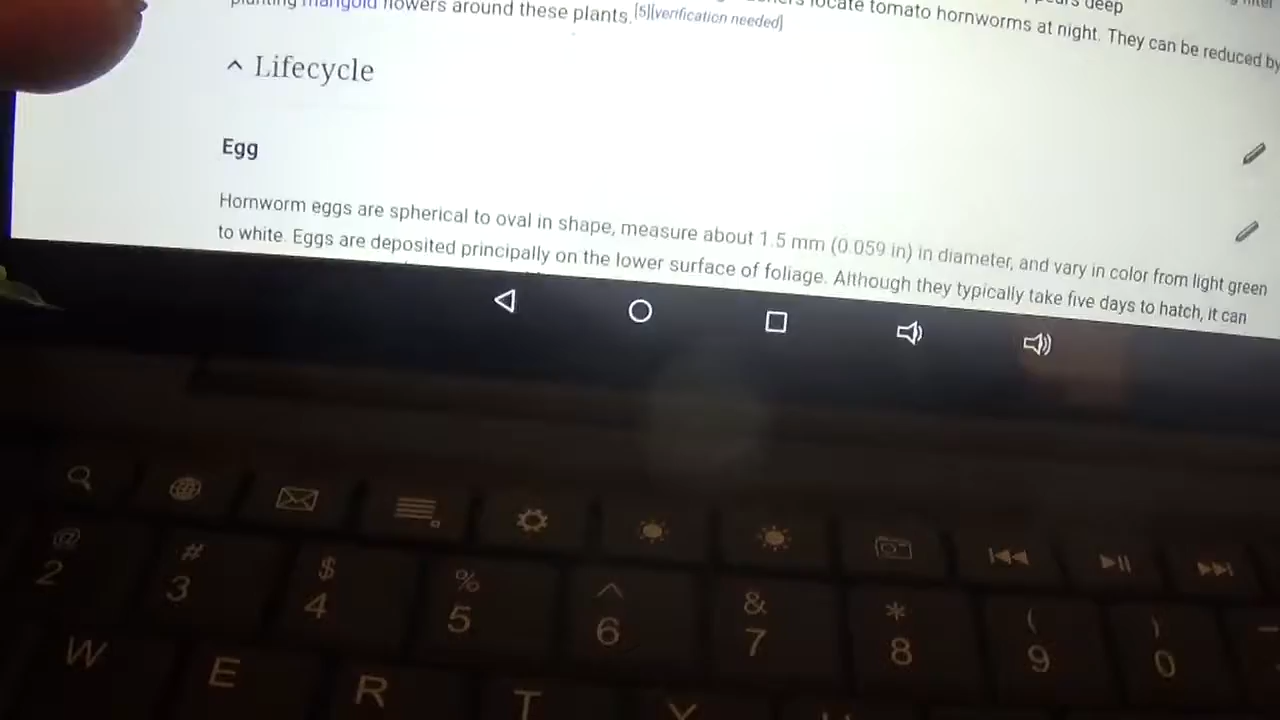 deep
locate tomato hornworms at night. They can be reduced by
planting marigold flowers around these plants.[5][verification needed]
Lifecycle
Egg
Hornworm eggs are spherical to oval in shape, measure about 1.5 mm (0.059 in) in diameter, and vary in color from light green
to white. Eggs are deposited principally on the lower surface of foliage. Although they typically take five days to hatch, it can
@ # $ % ^ & * ( )
2 3 4 5 6 7 8 9 0
W E R T Y